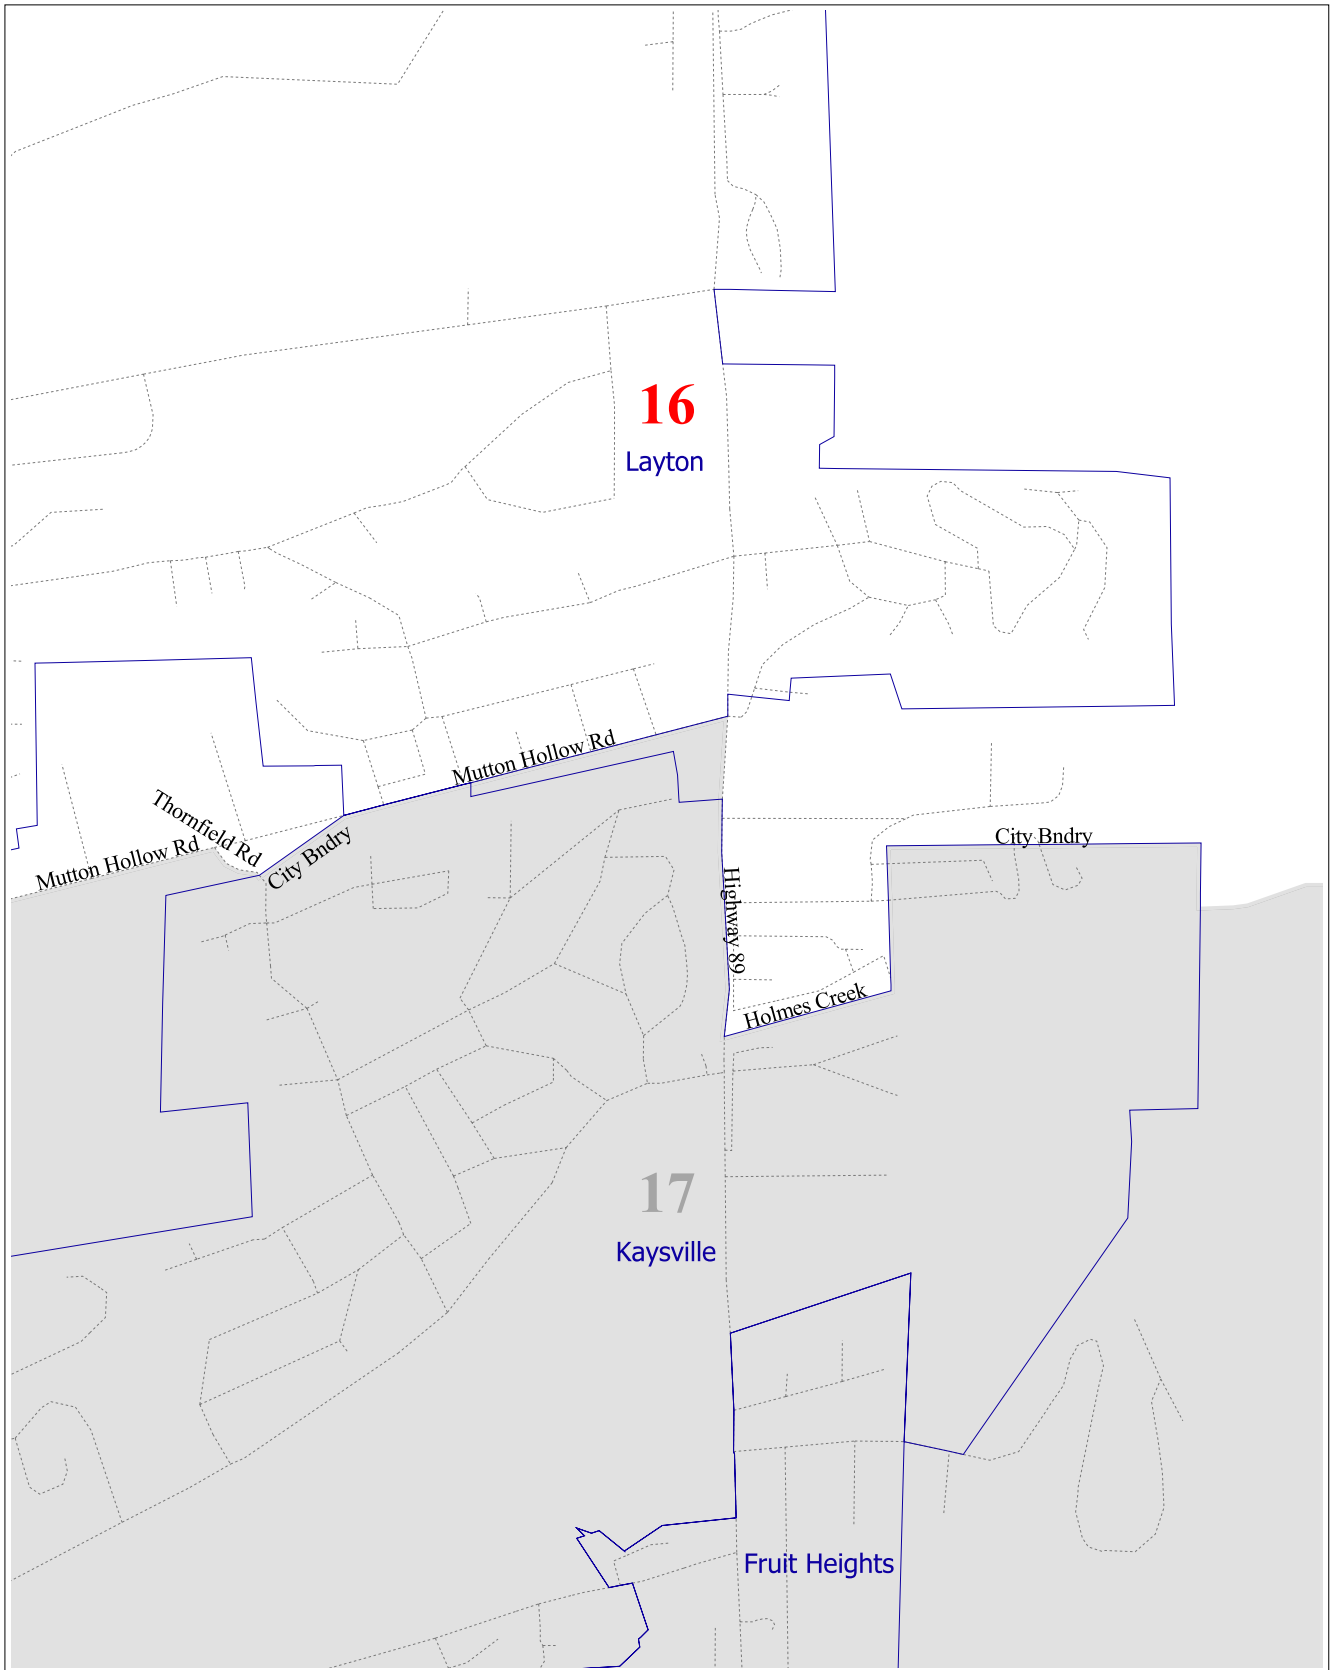 16
Layton
Mutton Hollow Rd
Thornfield Rd
Mutton Hollow Rd
City Bndry
City Bndry
Highway 89
Holmes Creek
17
Kaysville
Fruit Heights